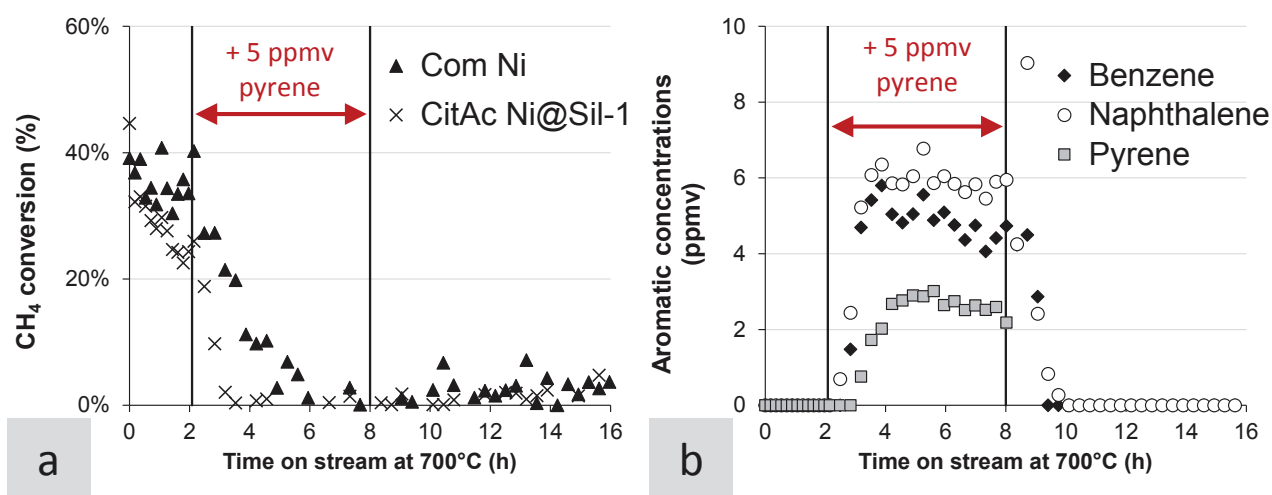 60%
40%
20%
0%
CH₄ conversion (%)
+ 5 ppmv
pyrene
▲ Com Ni
× CitAc Ni@Sil-1
0 2 4 6 8 10 12 14 16
Time on stream at 700°C (h)
a
10
8
6
4
2
0
Aromatic concentrations
(ppmv)
+ 5 ppmv
pyrene
◆ Benzene
○ Naphthalene
■ Pyrene
0 2 4 6 8 10 12 14 16
Time on stream at 700°C (h)
b